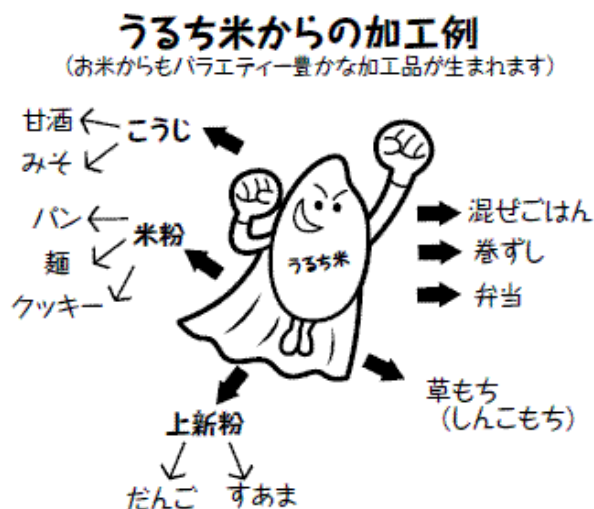 うるち米からの加工例
(お米からもバラエティー豊かな加工品が生まれます)
甘酒
こうじ
みそ
パン
米粉
麺
クッキー
うるち米
混ぜごはん
巻ずし
弁当
草もち
(しんこもち)
上新粉
だんご
すあま